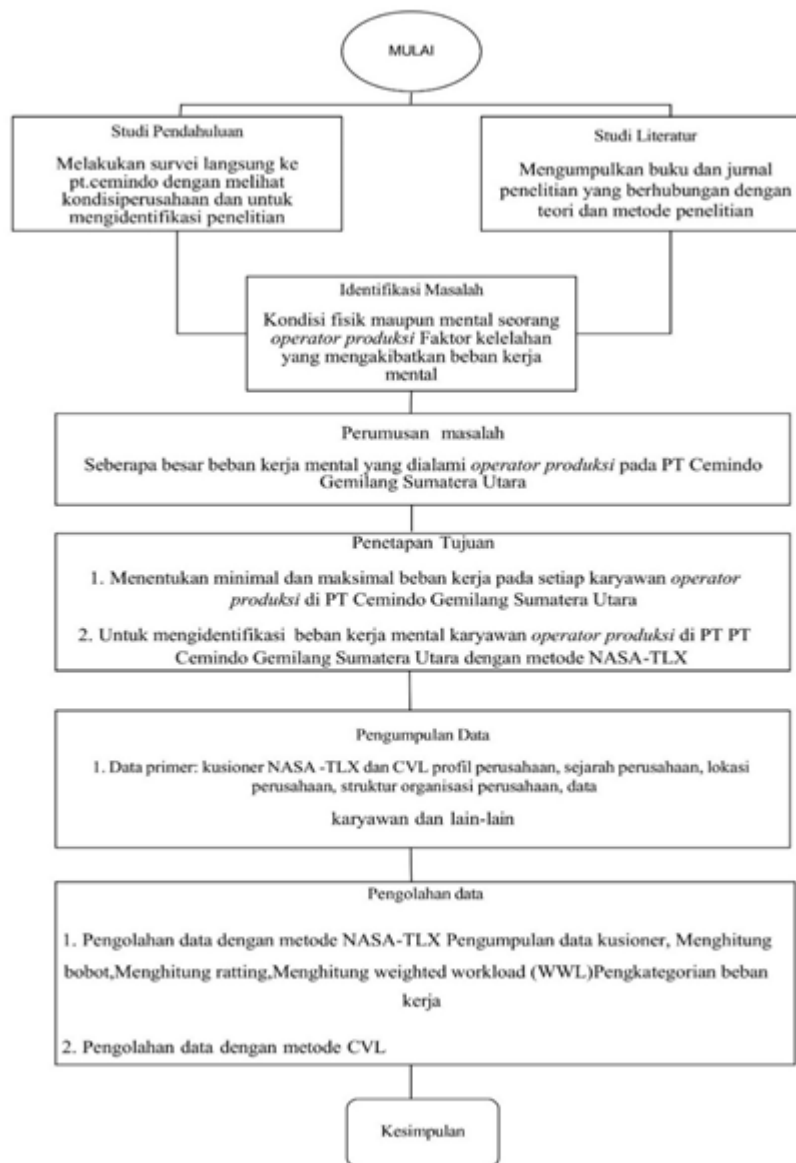 MULAI
Studi Pendahuluan
Melakukan survei langsung ke
pt.cemindo dengan melihat
kondisiperusahaan dan untuk
mengidentifikasi penelitian
Studi Literatur
Mengumpulkan buku dan jurnal
penelitian yang berhubungan dengan
teori dan metode penelitian
Identifikasi Masalah
Kondisi fisik maupun mental seorang
operator produksi Faktor kelelahan
yang mengakibatkan beban kerja
mental
Perumusan masalah
Seberapa besar beban kerja mental yang dialami operator produksi pada PT Cemindo
Gemilang Sumatera Utara
Penetapan Tujuan
1. Menentukan minimal dan maksimal beban kerja pada setiap karyawan operator
produksi di PT Cemindo Gemilang Sumatera Utara
2. Untuk mengidentifikasi beban kerja mental karyawan operator produksi di PT PT
Cemindo Gemilang Sumatera Utara dengan metode NASA-TLX
Pengumpulan Data
1. Data primer: kusioner NASA -TLX dan CVL profil perusahaan, sejarah perusahaan, lokasi
perusahaan, struktur organisasi perusahaan, data
karyawan dan lain-lain
Pengolahan data
1. Pengolahan data dengan metode NASA-TLX Pengumpulan data kusioner, Menghitung
bobot,Menghitung ratting,Menghitung weighted workload (WWL)Pengkategorian beban
kerja
2. Pengolahan data dengan metode CVL
Kesimpulan